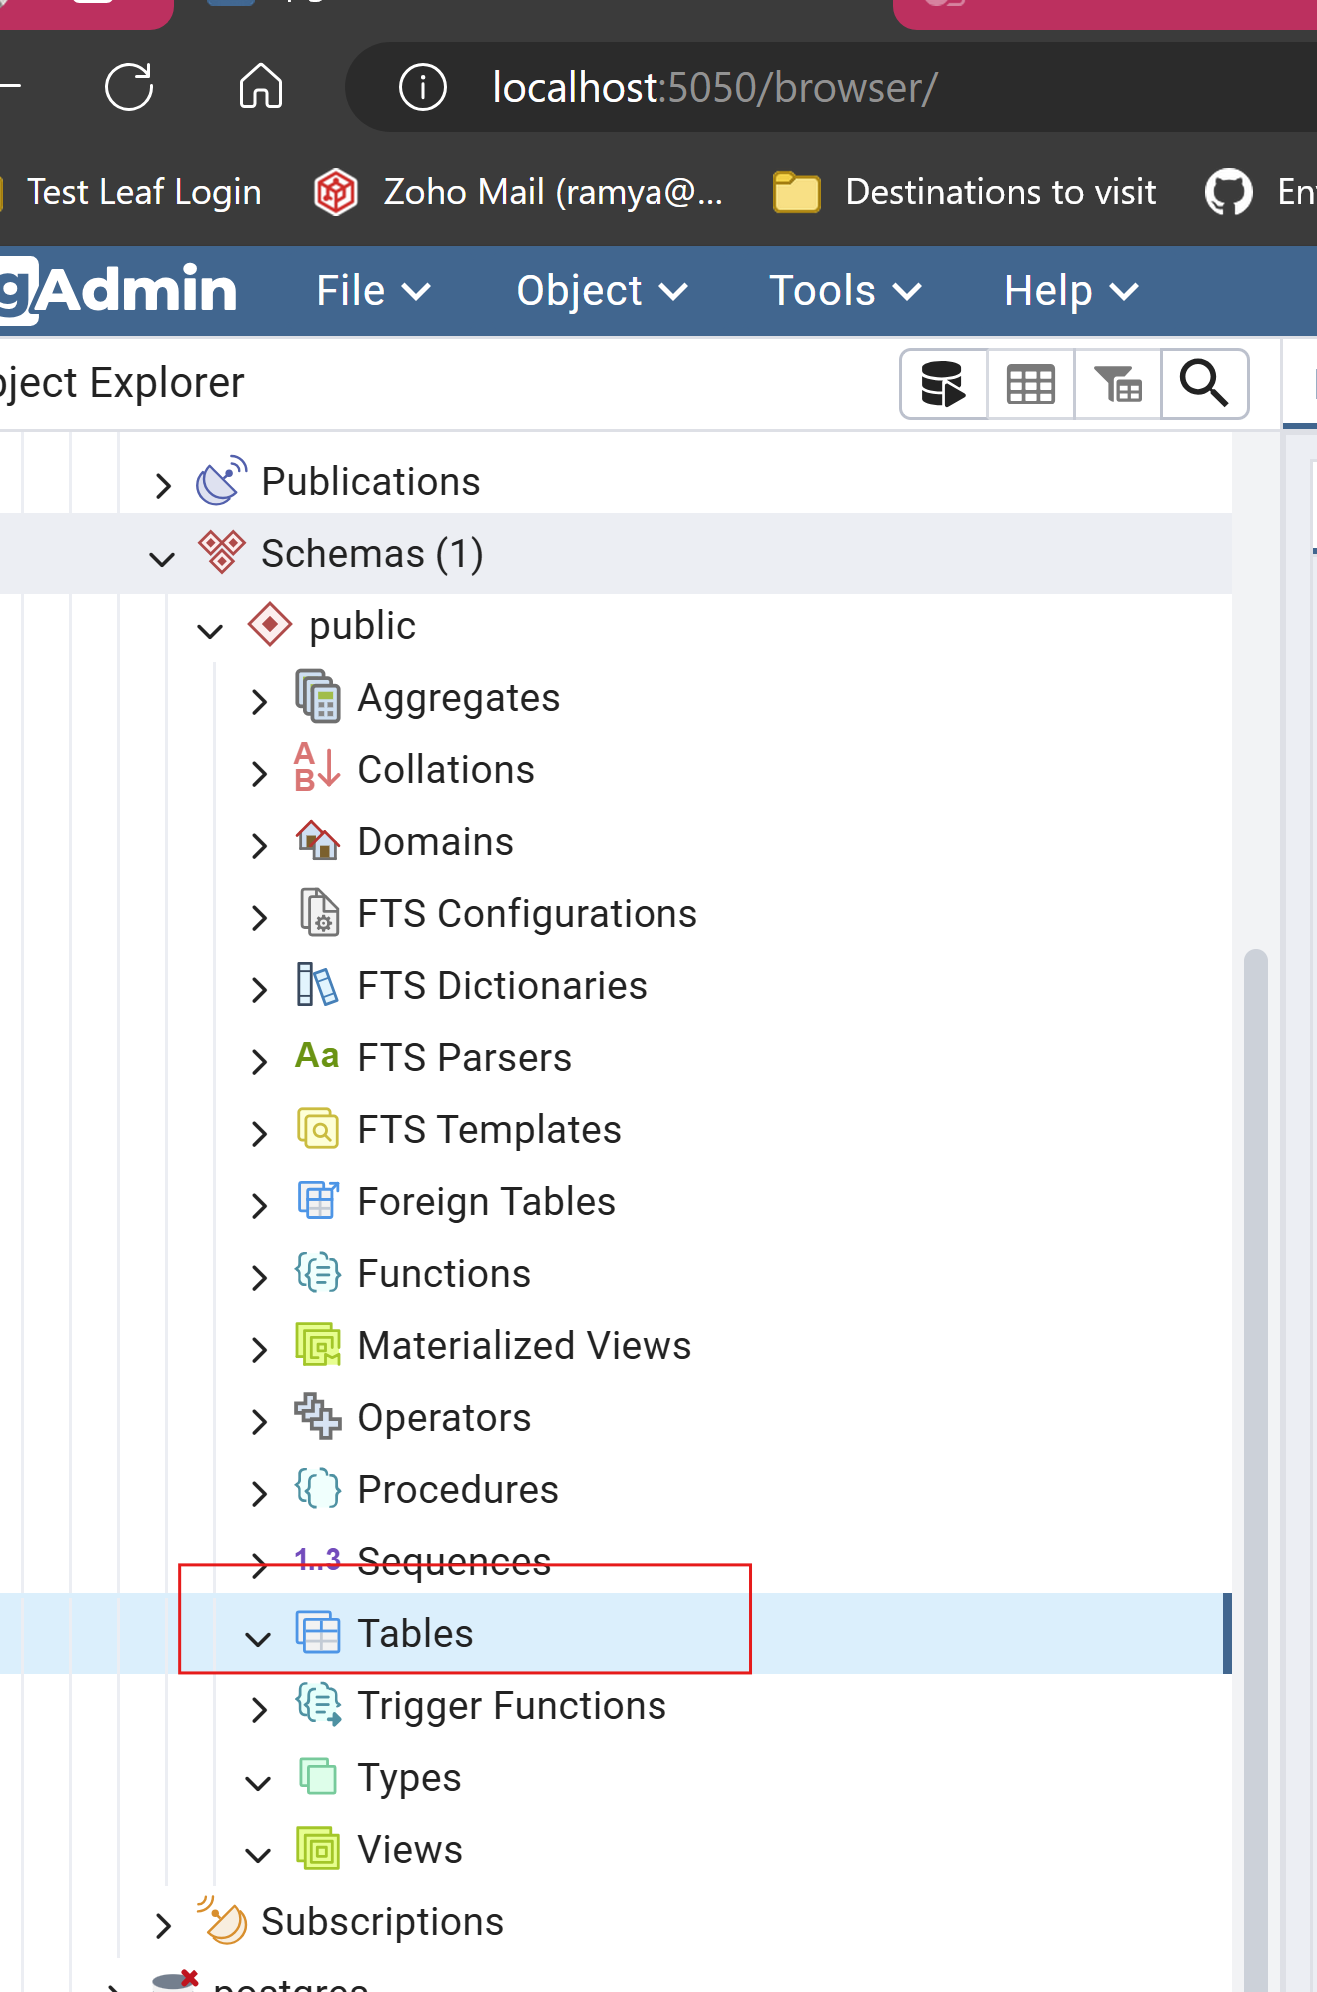 localhost:5050/browser/
Test Leaf Login Zoho Mail (ramya@... Destinations to visit
gAdmin File Object Tools Help
ject Explorer
Publications
Schemas (1)
public
Aggregates
A
B Collations
Domains
FTS Configurations
FTS Dictionaries
Aa FTS Parsers
FTS Templates
Foreign Tables
Functions
Materialized Views
Operators
Procedures
1..3 Sequences
Tables
Trigger Functions
Types
Views
Subscriptions
postgres